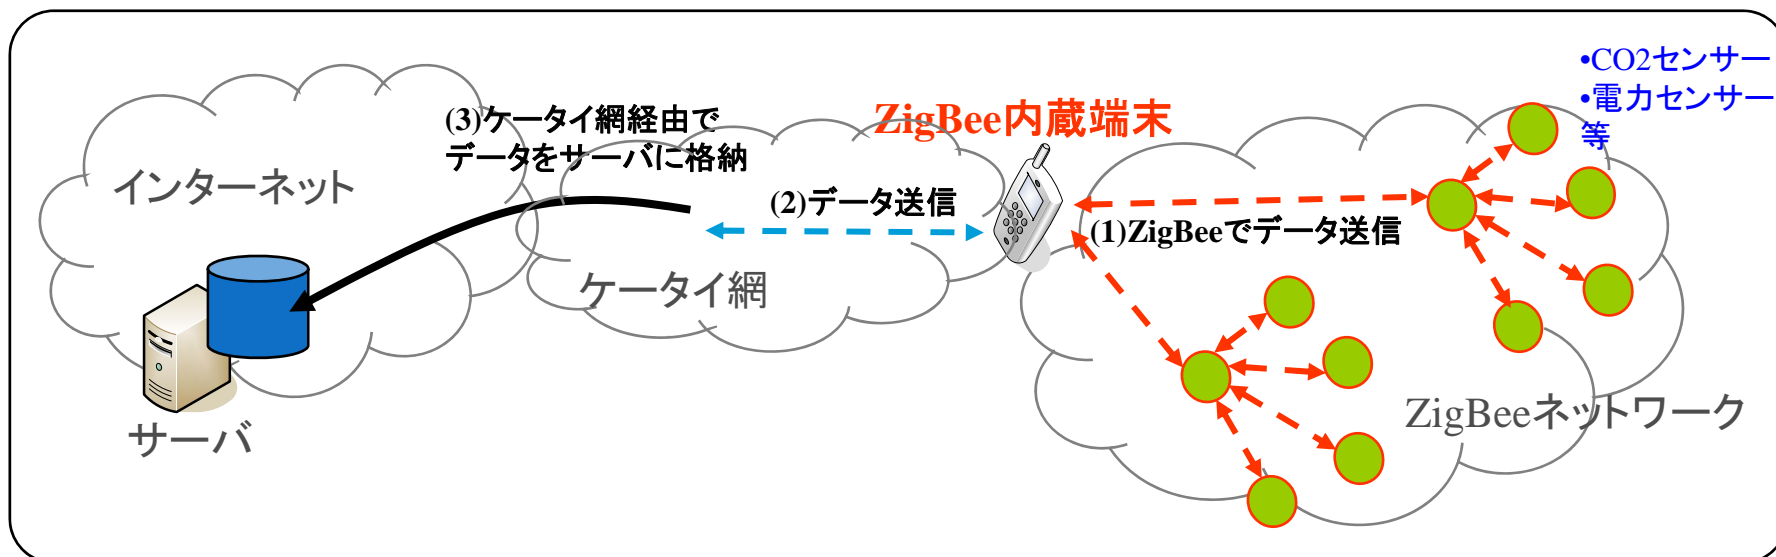 •CO2センサー
•電力センサー
等
(3)ケータイ網経由で
データをサーバに格納
ZigBee内蔵端末
インターネット
(2)データ送信
(1)ZigBeeでデータ送信
ケータイ網
ZigBeeネットワーク
サーバ